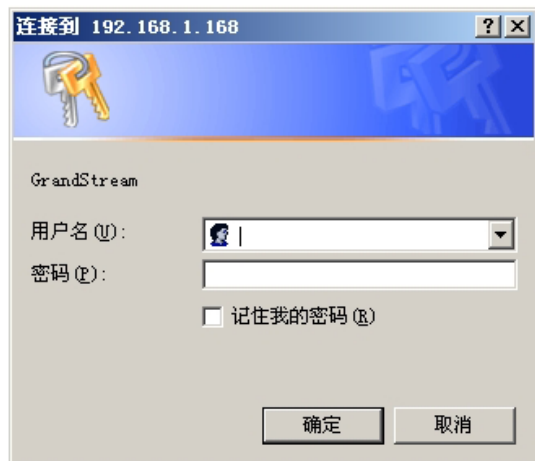 连接到 192.168.1.168
GrandStream
用户名(U):
密码(P):
记住我的密码(R)
确定 取消